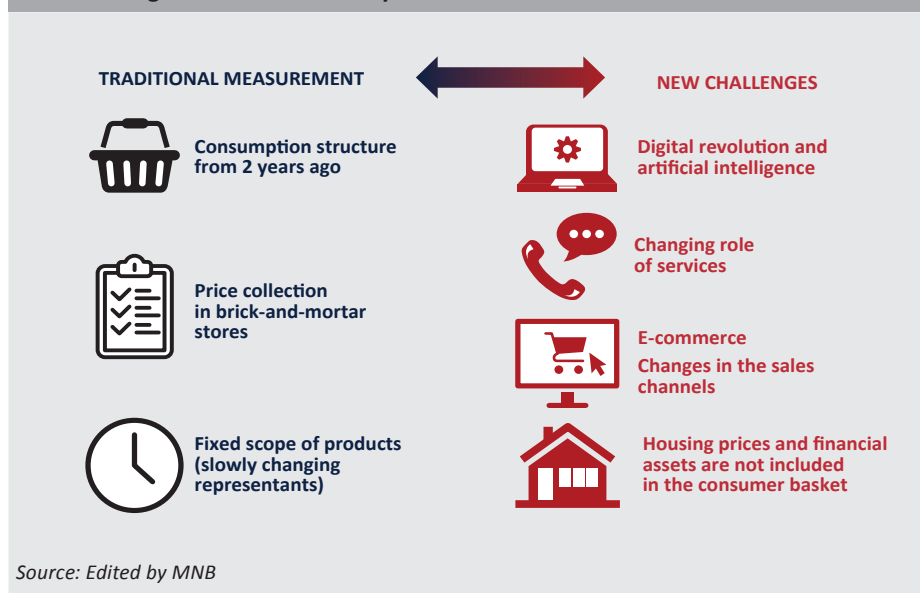 TRADITIONAL MEASUREMENT
Consumption structure
from 2 years ago
Price collection
in brick-and-mortar
stores
Fixed scope of products
(slowly changing
representants)
NEW CHALLENGES
Digital revolution and
artificial intelligence
Changing role
of services
E-commerce
Changes in the sales
channels
Housing prices and financial
assets are not included
in the consumer basket
Source: Edited by MNB